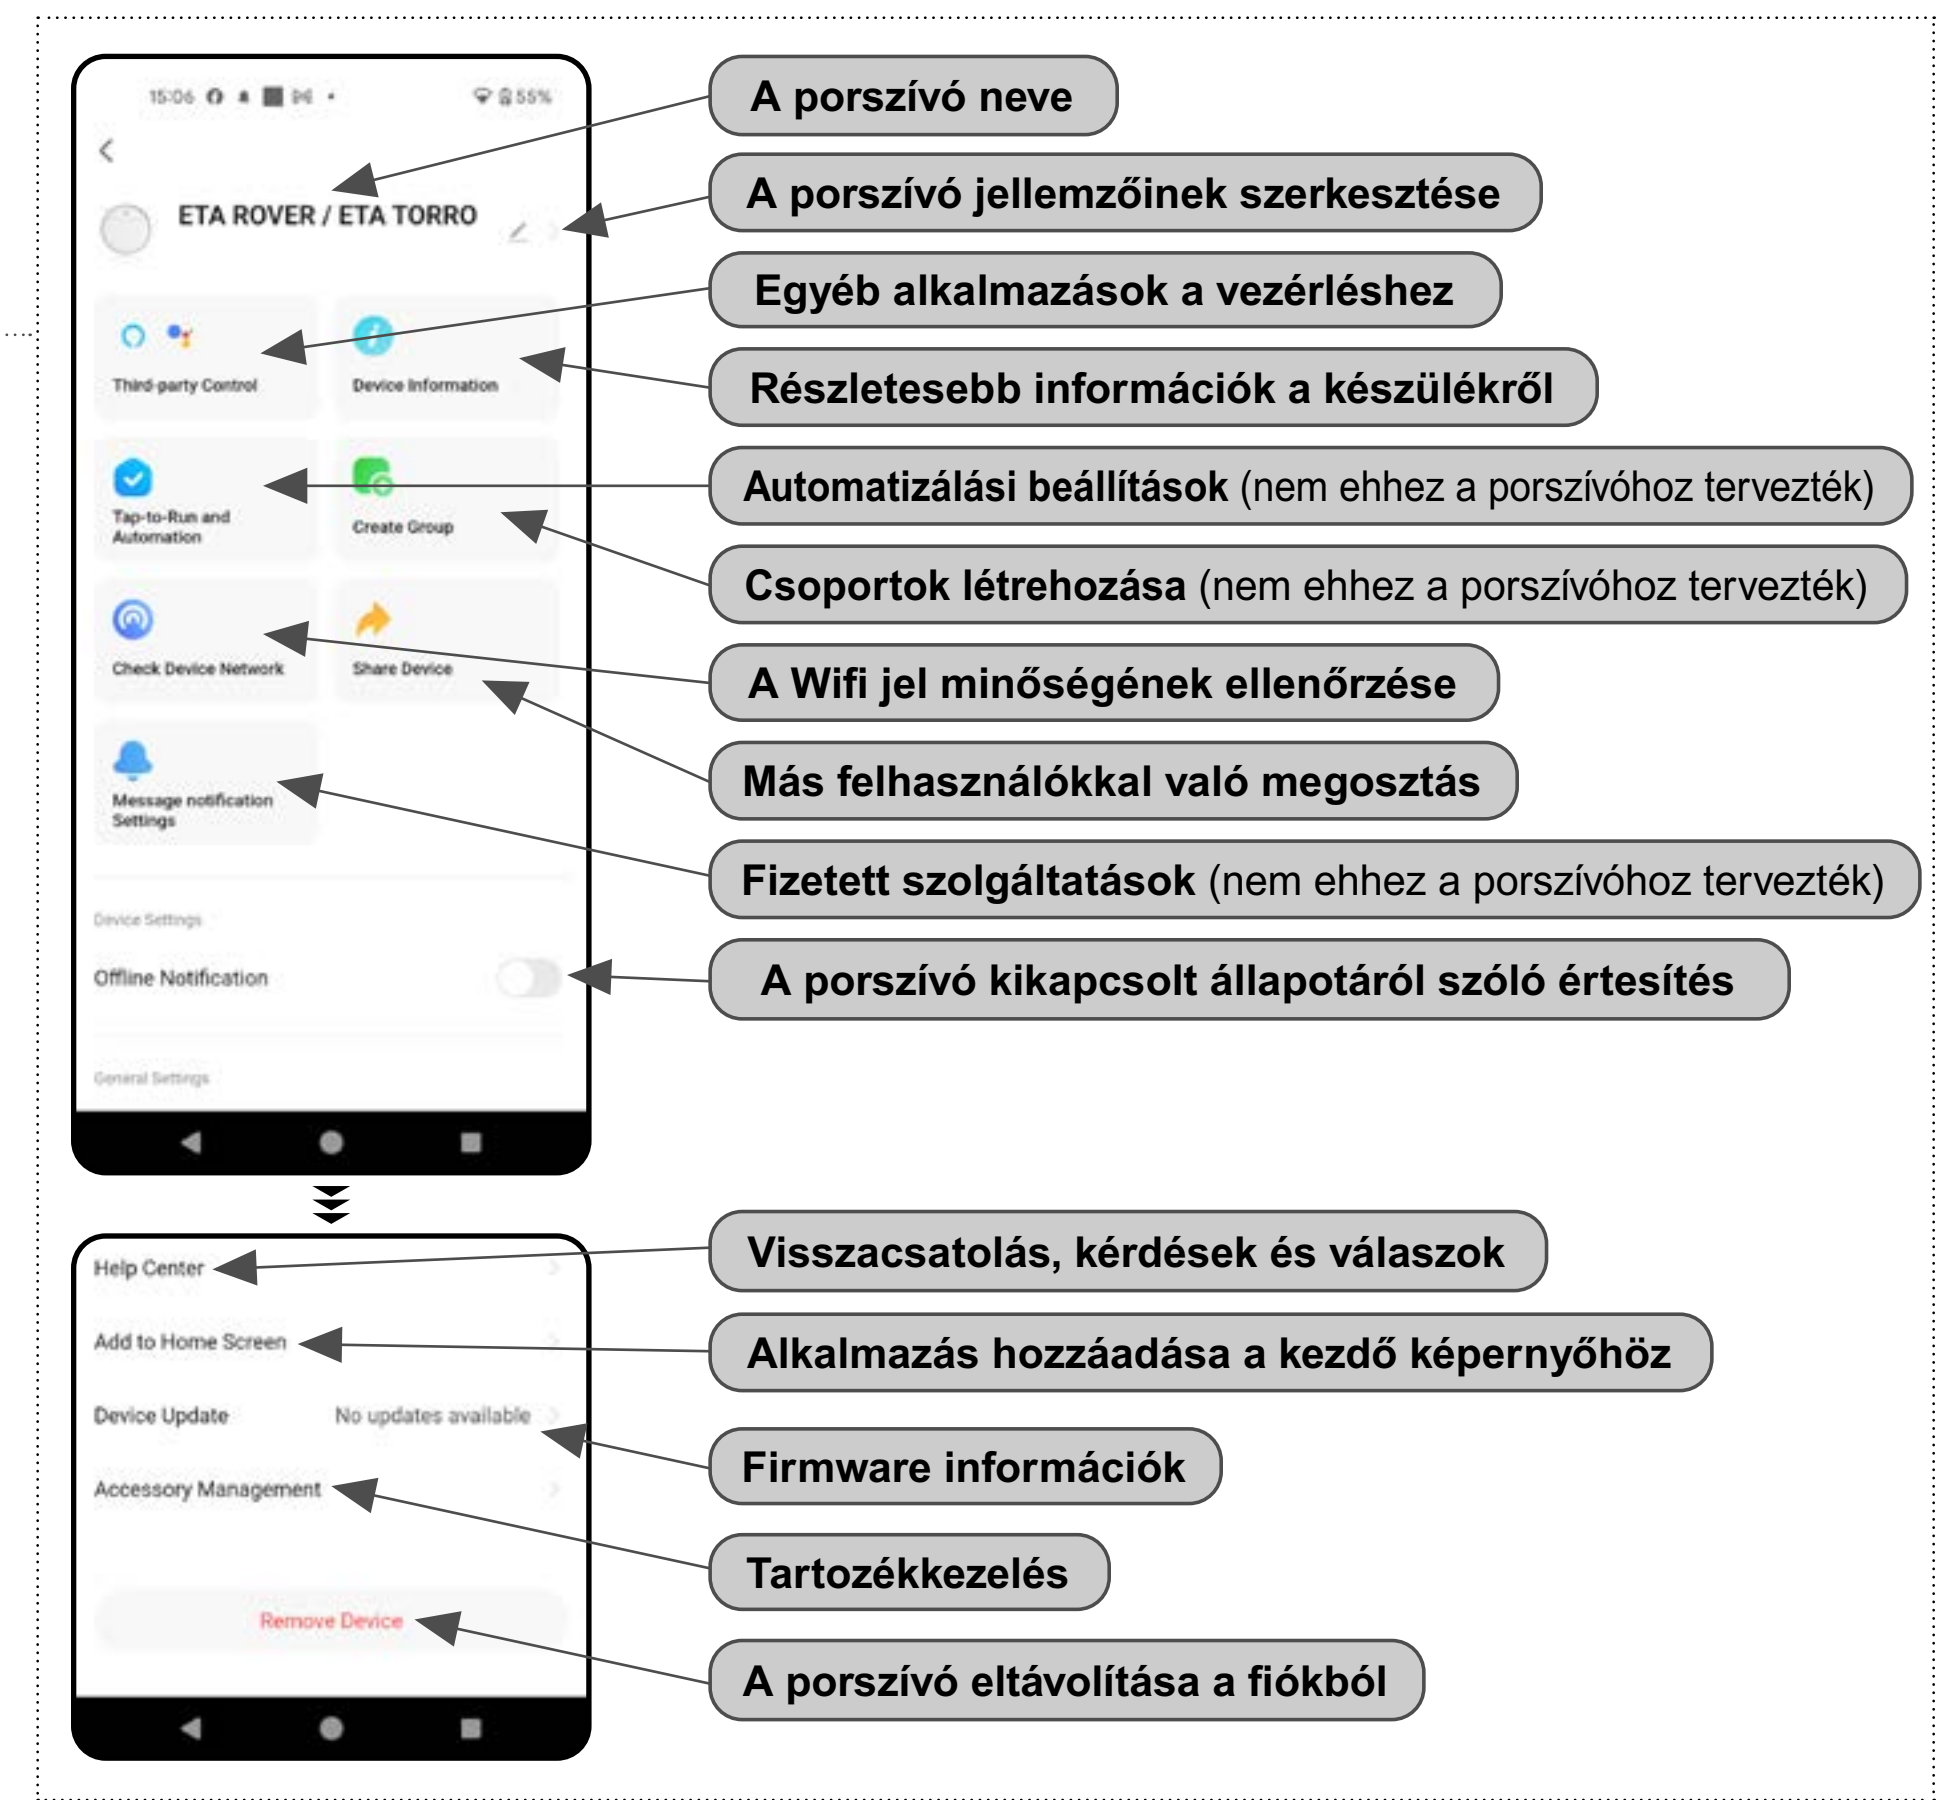 15:06
55%
A porszívó neve
ETA ROVER / ETA TORRO
A porszívó jellemzőinek szerkesztése
Egyéb alkalmazások a vezérléshez
Third-party Control
Device Information
Részletesebb információk a készülékről
Automatizálási beállítások (nem ehhez a porszívóhoz tervezték)
Tap-to-Run and
Automation
Create Group
Csoportok létrehozása (nem ehhez a porszívóhoz tervezték)
Check Device Network
Share Device
A Wifi jel minőségének ellenőrzése
Más felhasználókkal való megosztás
Message notification
Settings
Fizetett szolgáltatások (nem ehhez a porszívóhoz tervezték)
Device Settings
Offline Notification
A porszívó kikapcsolt állapotáról szóló értesítés
General Settings
Help Center
Visszacsatolás, kérdések és válaszok
Add to Home Screen
Alkalmazás hozzáadása a kezdő képernyőhöz
Device Update
No updates available
Firmware információk
Accessory Management
Tartozékkezelés
Remove Device
A porszívó eltávolítása a fiókból